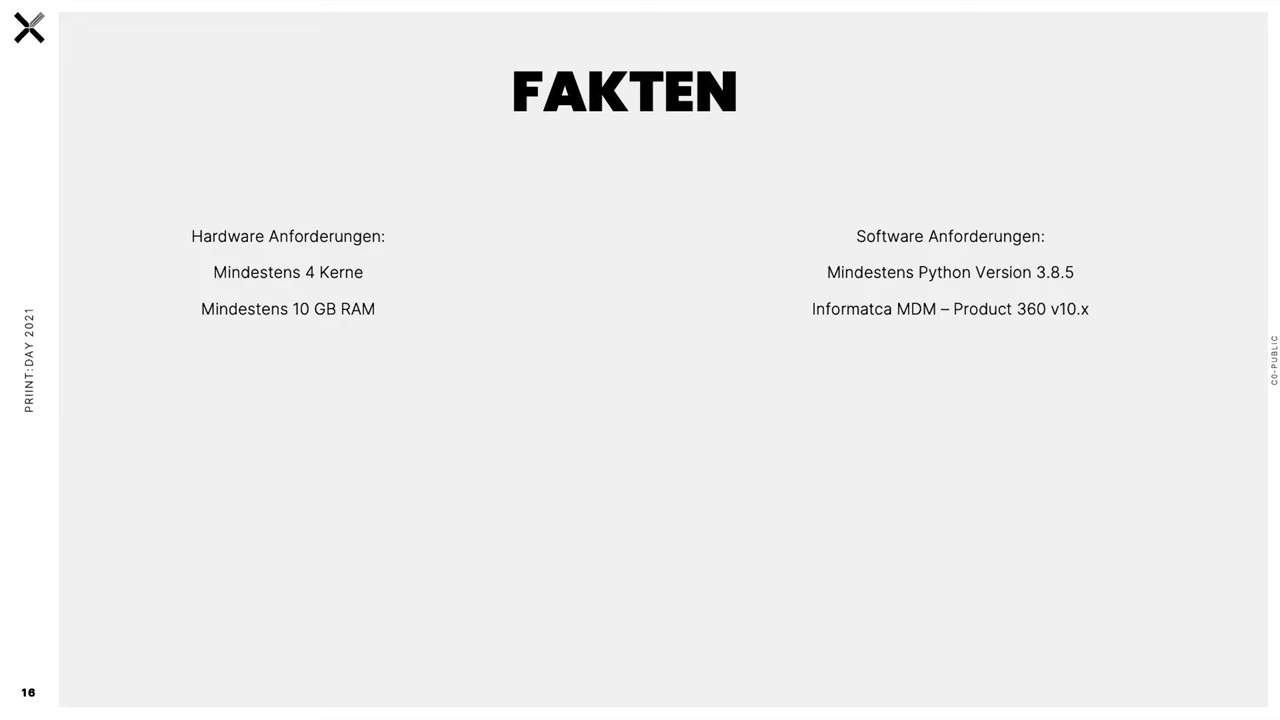 FAKTEN
Hardware Anforderungen:
Mindestens 4 Kerne
Mindestens 10 GB RAM
Software Anforderungen:
Mindestens Python Version 3.8.5
Informatca MDM – Product 360 v10.x
PRIINT:DAY 2021
C0-PUBLIC
16